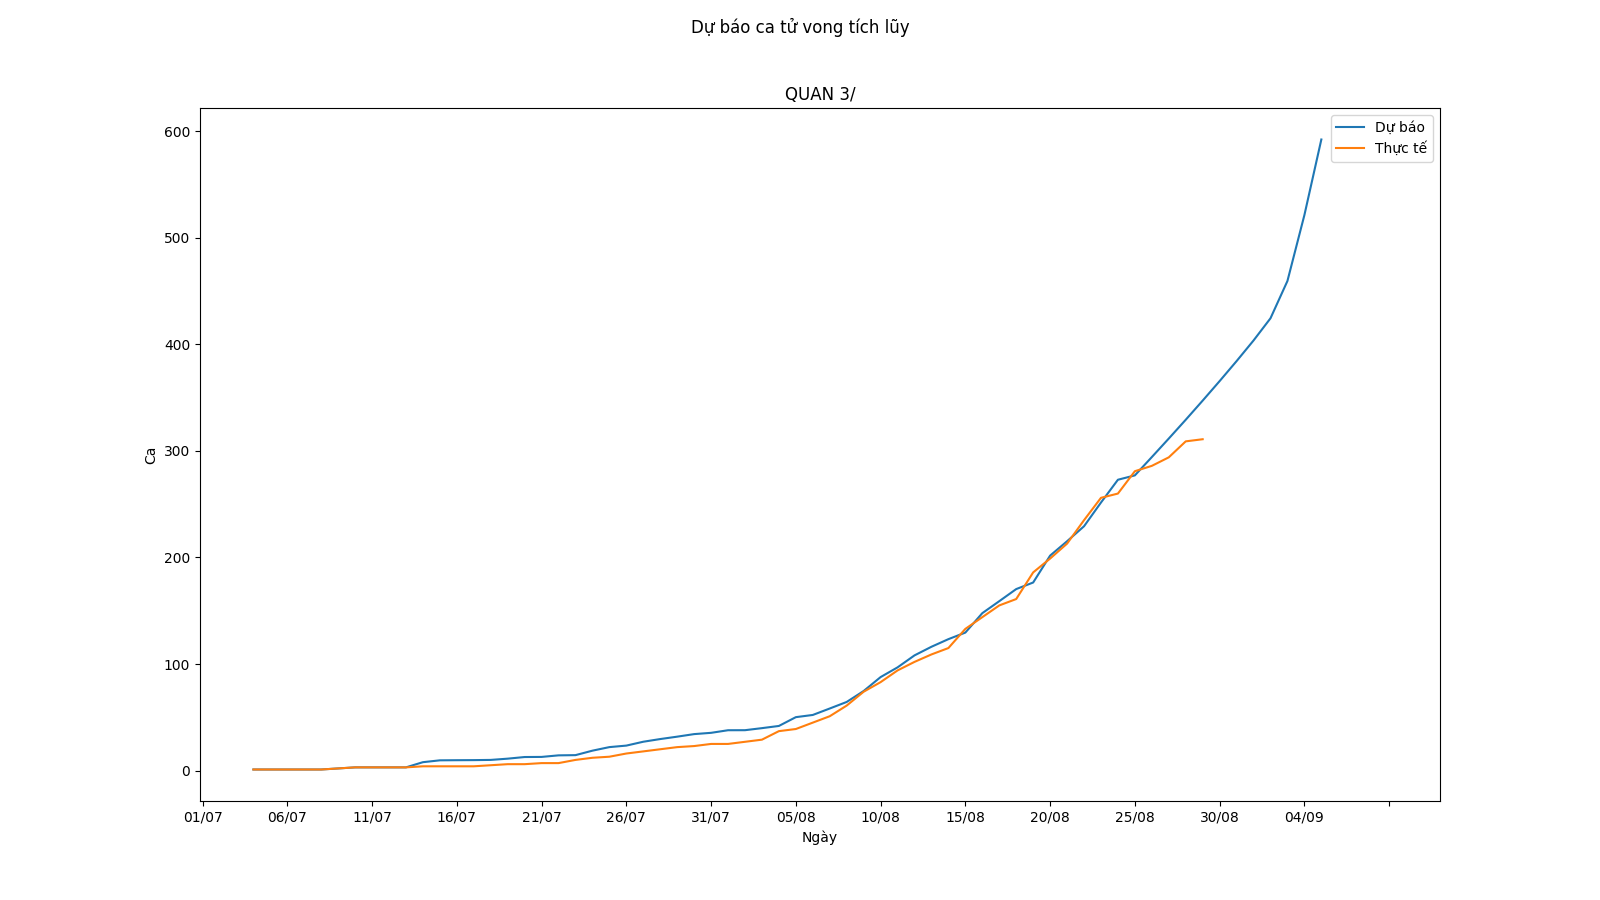 Dự báo ca tử vong tích lũy
QUAN 3/
Dự báo
Thực tế
600
500
400
300
200
100
0
Ca
01/07 06/07 11/07 16/07 21/07 26/07 31/07 05/08 10/08 15/08 20/08 25/08 30/08 04/09
Ngày